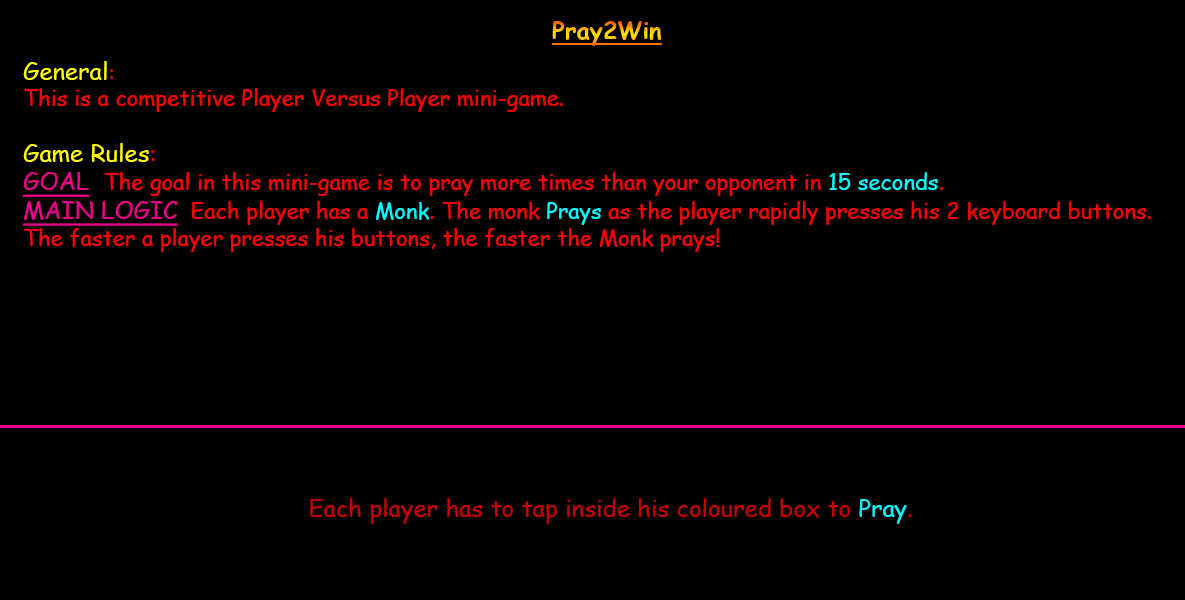 Pray2Win
General:
This is a competitive Player Versus Player mini-game.
Game Rules:
GOAL The goal in this mini-game is to pray more times than your opponent in 15 seconds.
MAIN LOGIC Each player has a Monk. The monk Prays as the player rapidly presses his 2 keyboard buttons.
The faster a player presses his buttons, the faster the Monk prays!
Each player has to tap inside his coloured box to Pray.